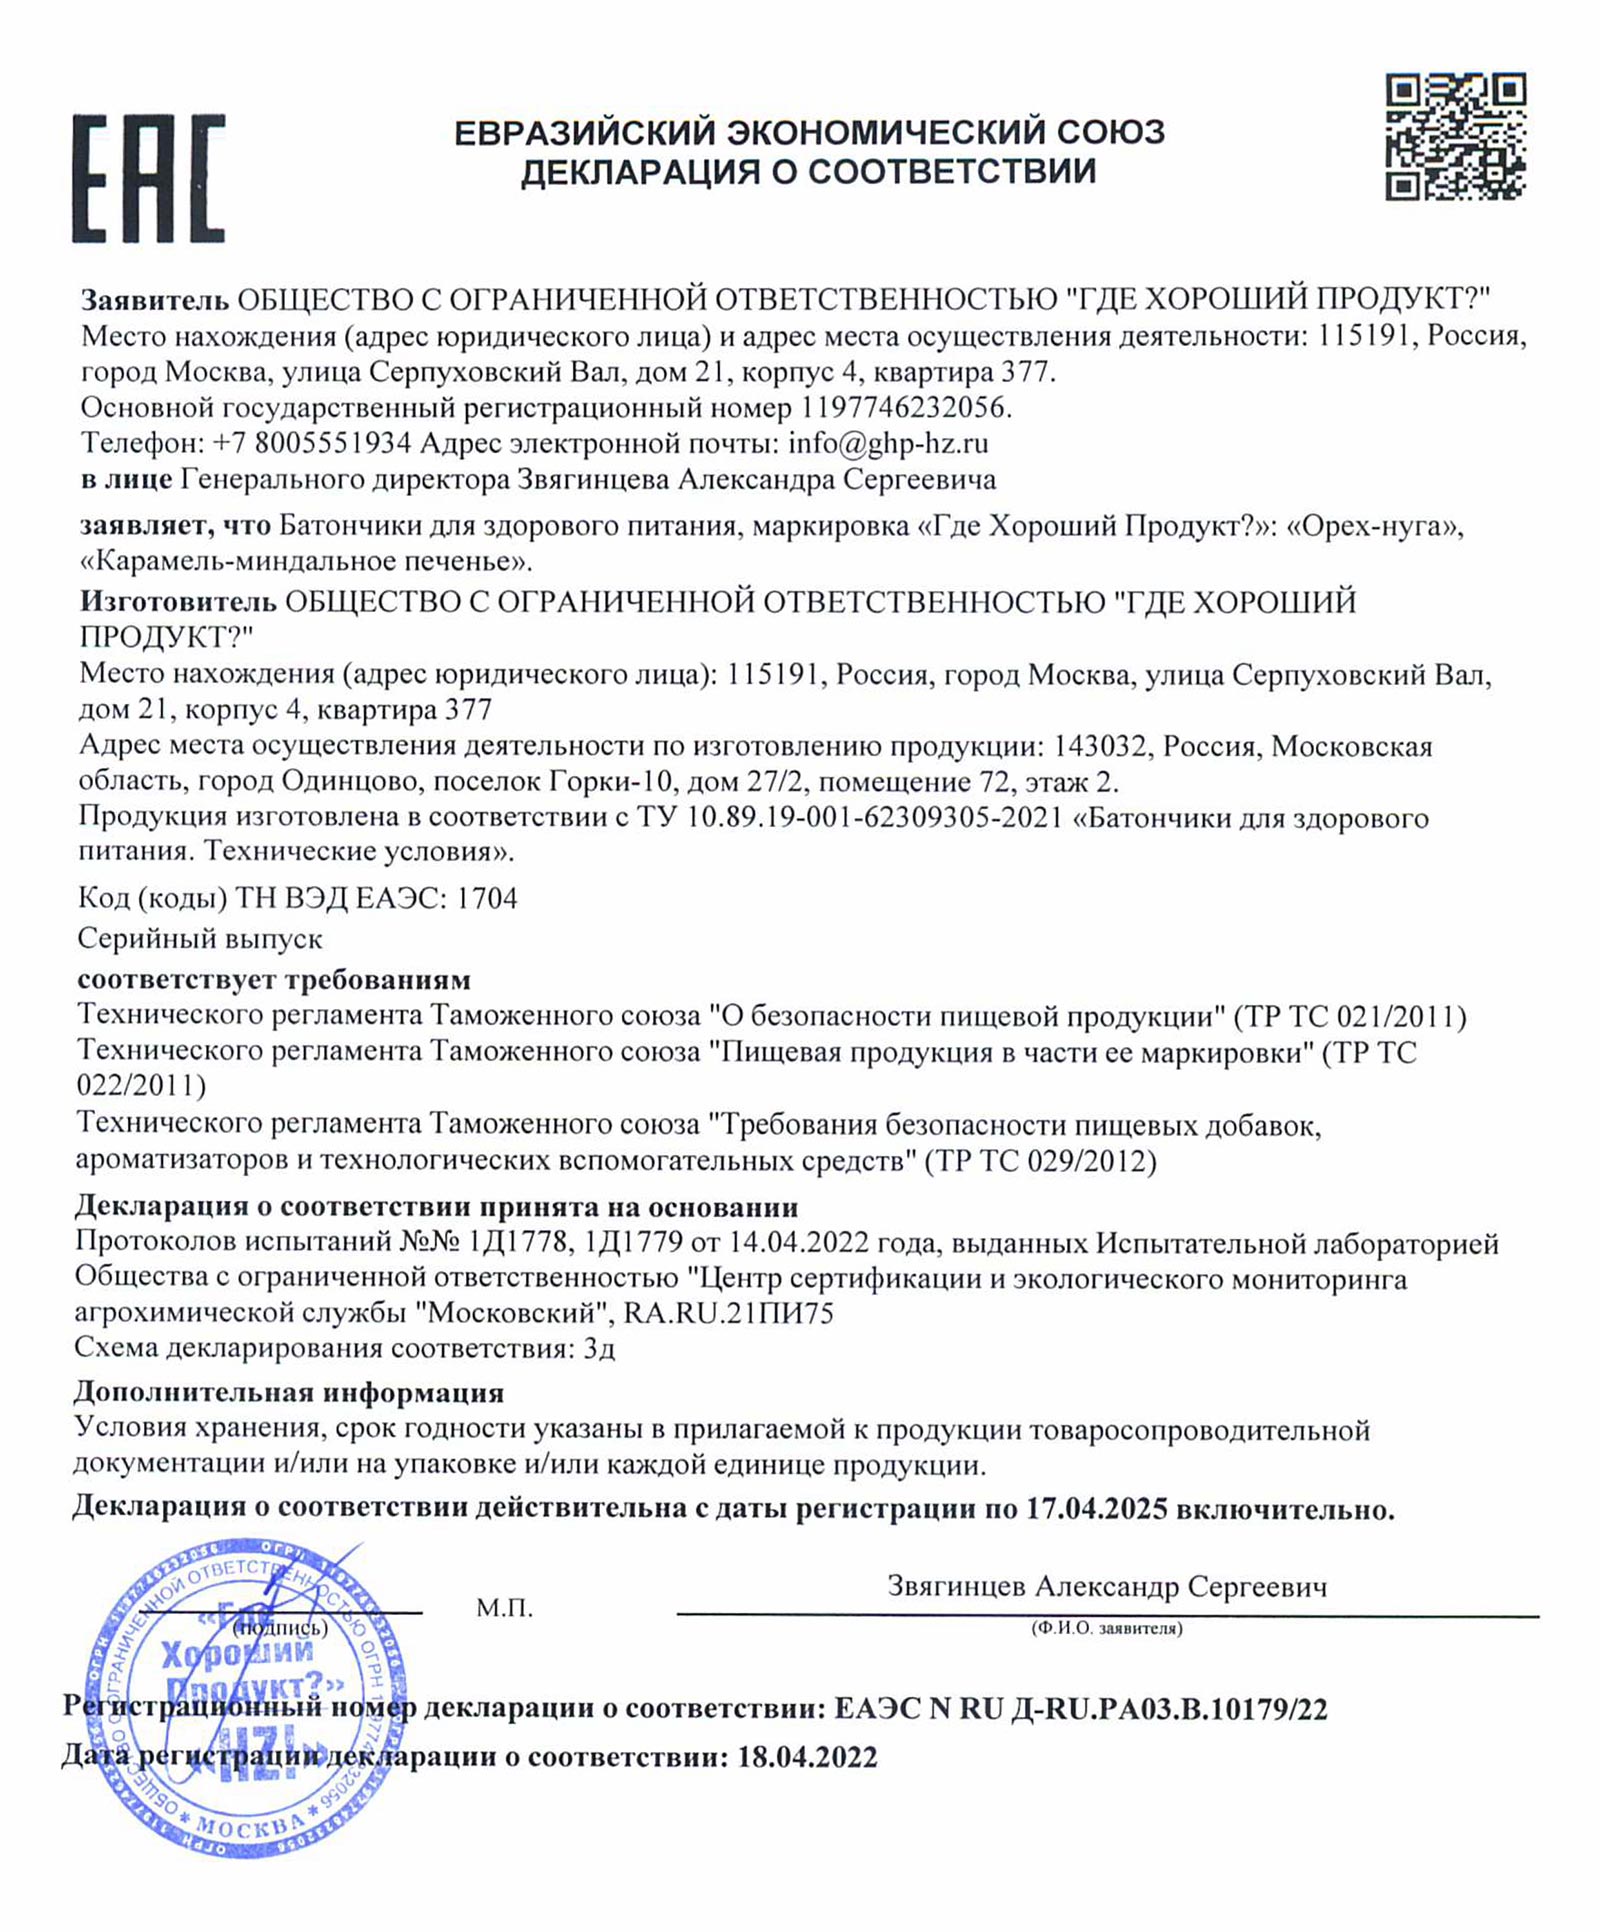 ЕАС
ЕВРАЗИЙСКИЙ ЭКОНОМИЧЕСКИЙ СОЮЗ
ДЕКЛАРАЦИЯ О СООТВЕТСТВИИ
Заявитель ОБЩЕСТВО С ОГРАНИЧЕННОЙ ОТВЕТСТВЕННОСТЬЮ "ГДЕ ХОРОШИЙ ПРОДУКТ?"
Место нахождения (адрес юридического лица) и адрес места осуществления деятельности: 115191, Россия,
город Москва, улица Серпуховский Вал, дом 21, корпус 4, квартира 377.
Основной государственный регистрационный номер 1197746232056.
Телефон: +7 8005551934 Адрес электронной почты: info@ghp-hz.ru
в лице Генерального директора Звягинцева Александра Сергеевича
заявляет, что Батончики для здорового питания, маркировка «Где Хороший Продукт?»: «Орех-нуга»,
«Карамель-миндальное печенье».
Изготовитель ОБЩЕСТВО С ОГРАНИЧЕННОЙ ОТВЕТСТВЕННОСТЬЮ "ГДЕ ХОРОШИЙ
ПРОДУКТ?"
Место нахождения (адрес юридического лица): 115191, Россия, город Москва, улица Серпуховский Вал,
дом 21, корпус 4, квартира 377
Адрес места осуществления деятельности по изготовлению продукции: 143032, Россия, Московская
область, город Одинцово, поселок Горки-10, дом 27/2, помещение 72, этаж 2.
Продукция изготовлена в соответствии с ТУ 10.89.19-001-62309305-2021 «Батончики для здорового
питания. Технические условия».
Код (коды) ТН ВЭД ЕАЭС: 1704
Серийный выпуск
соответствует требованиям
Технического регламента Таможенного союза "О безопасности пищевой продукции" (ТР ТС 021/2011)
Технического регламента Таможенного союза "Пищевая продукция в части ее маркировки" (ТР ТС
022/2011)
Технического регламента Таможенного союза "Требования безопасности пищевых добавок,
ароматизаторов и технологических вспомогательных средств" (ТР ТС 029/2012)
Декларация о соответствии принята на основании
Протоколов испытаний №№ 1Д1778, 1Д1779 от 14.04.2022 года, выданных Испытательной лабораторией
Общества с ограниченной ответственностью "Центр сертификации и экологического мониторинга
агрохимической службы "Московский", RA.RU.21ПИ75
Схема декларирования соответствия: 3д
Дополнительная информация
Условия хранения, срок годности указаны в прилагаемой к продукции товаросопроводительной
документации и/или на упаковке и/или каждой единице продукции.
Декларация о соответствии действительна с даты регистрации по 17.04.2025 включительно.
Звягинцев Александр Сергеевич
М.П.
(подпись)
(Ф.И.О. заявителя)
ОБЩЕСТВО С ОГРАНИЧЕННОЙ ОТВЕТСТВЕННОСТЬЮ ОГРН 1197746232056
«Где
Хороший
Продукт?»
«HZ!»
* МОСКВА *
Регистрационный номер декларации о соответствии: ЕАЭС N RU Д-RU.РА03.В.10179/22
Дата регистрации декларации о соответствии: 18.04.2022